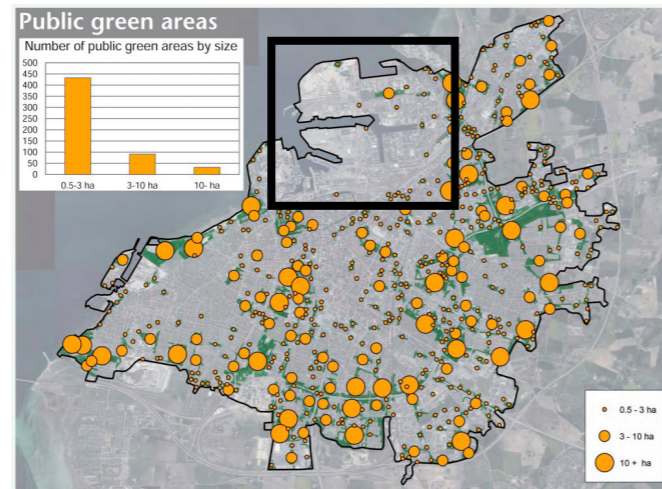 Public green areas
Number of public green areas by size
500
450
400
350
300
250
200
150
100
50
0
0.5-3 ha
3-10 ha
10- ha
0.5 - 3 ha
3 - 10 ha
10 + ha